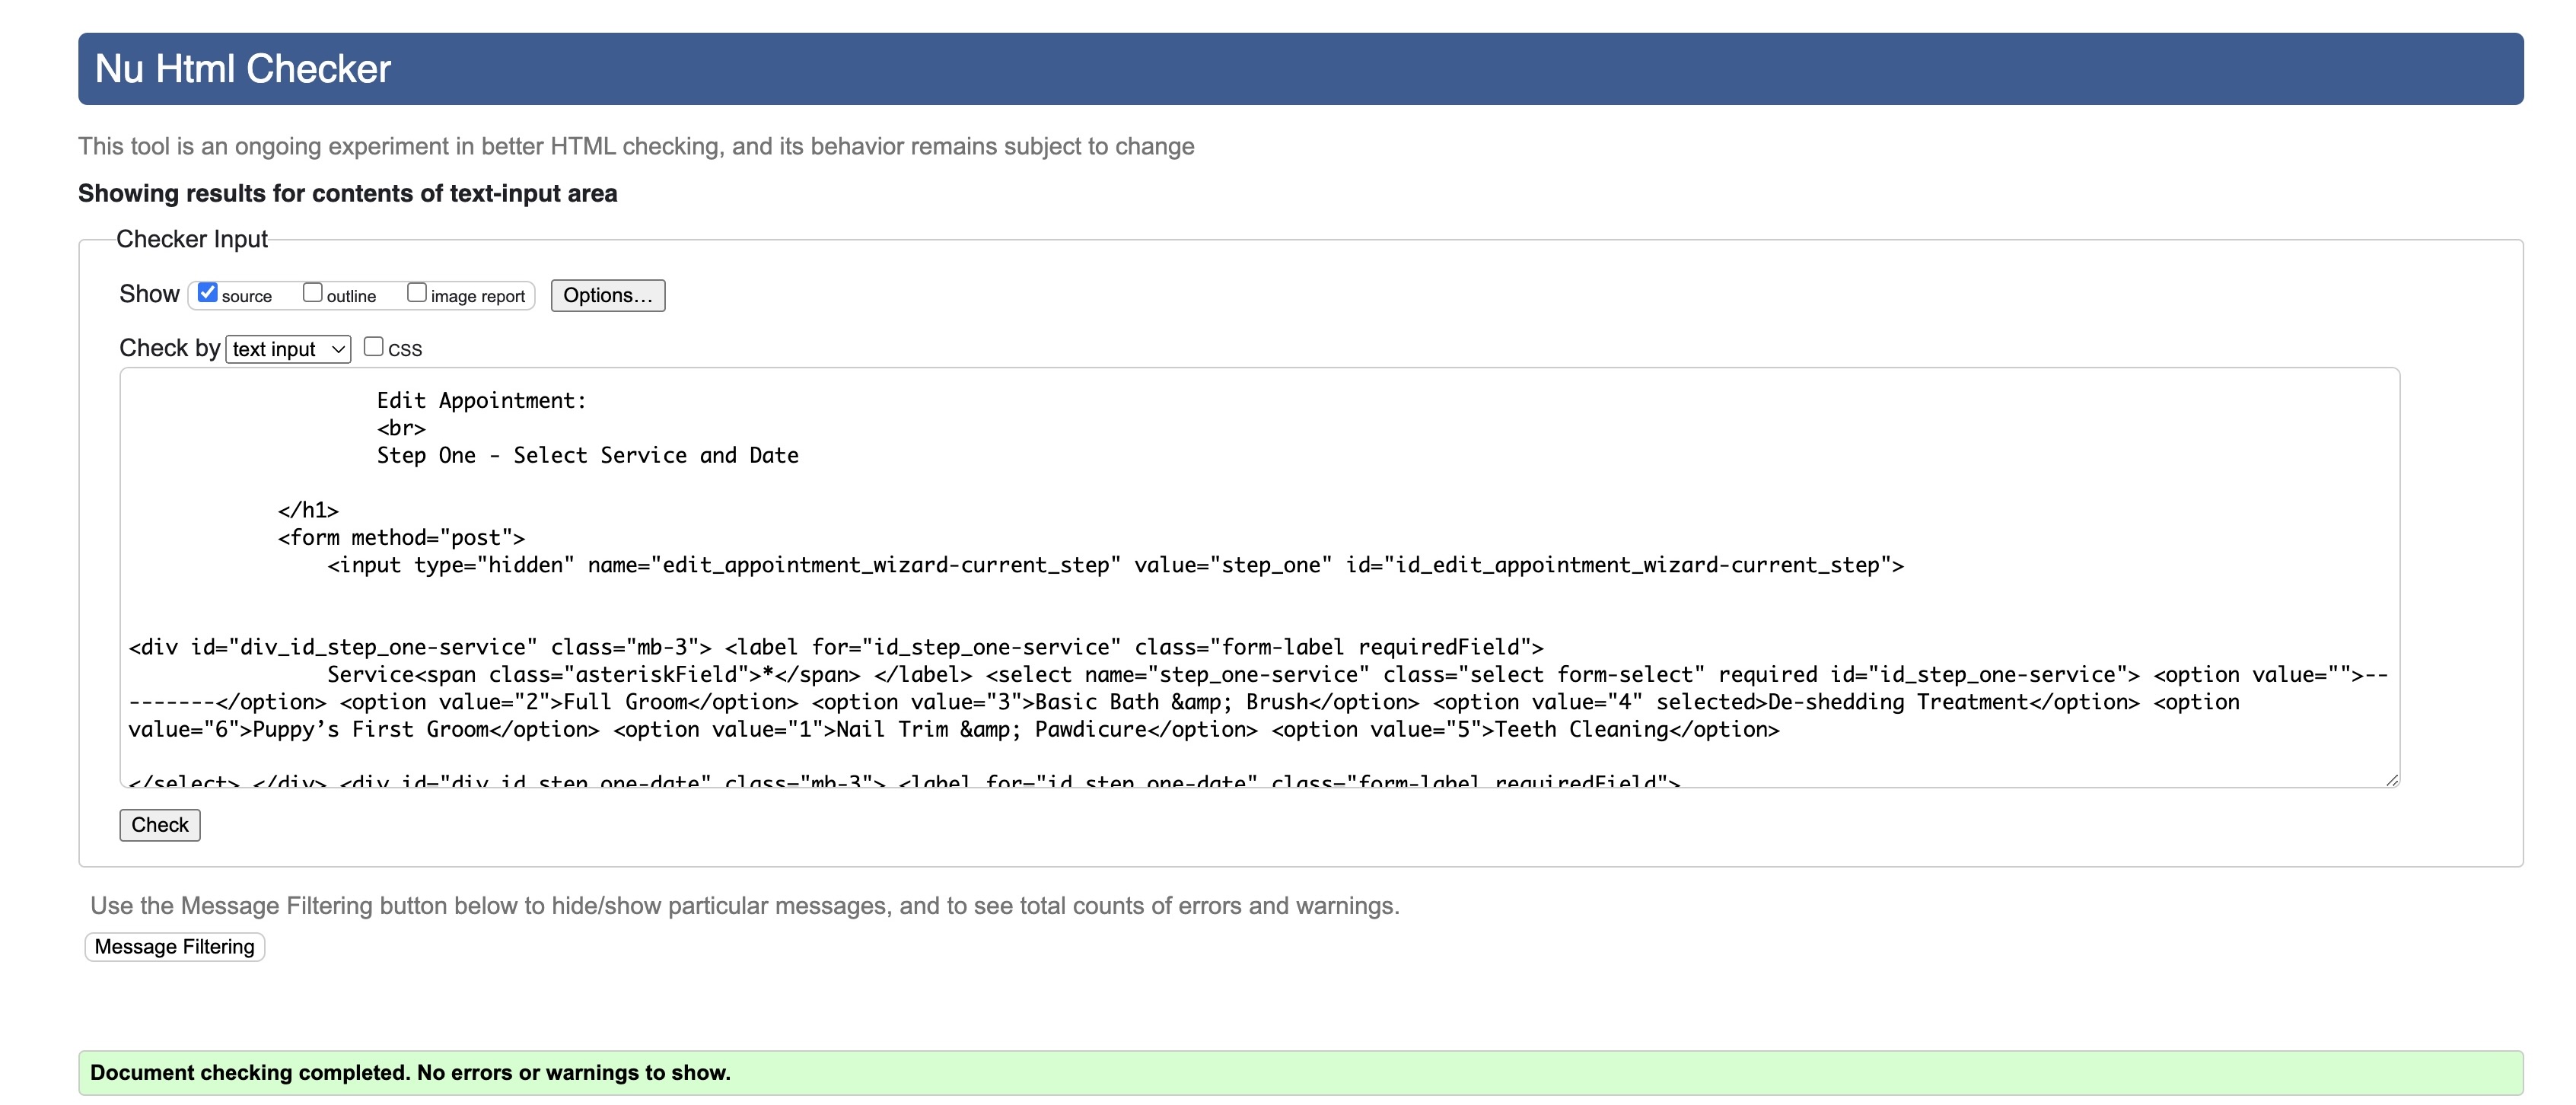 Nu Html Checker
This tool is an ongoing experiment in better HTML checking, and its behavior remains subject to change
Showing results for contents of text-input area
Checker Input
Show source outline image report Options...
Check by text input CSS
Edit Appointment:
<br>
Step One - Select Service and Date
</h1>
<form method="post">
<input type="hidden" name="edit_appointment_wizard-current_step" value="step_one" id="id_edit_appointment_wizard-current_step">
<div id="div_id_step_one-service" class="mb-3"> <label for="id_step_one-service" class="form-label requiredField">
Service<span class="asteriskField">*</span> </label> <select name="step_one-service" class="select form-select" required id="id_step_one-service"> <option value="">--
-------</option> <option value="2">Full Groom</option> <option value="3">Basic Bath &amp; Brush</option> <option value="4" selected>De-shedding Treatment</option> <option
value="6">Puppy’s First Groom</option> <option value="1">Nail Trim &amp; Pawdicure</option> <option value="5">Teeth Cleaning</option>
</select> </div> <div id="div_id_step_one-date" class="mb-3"> <label for="id_step_one-date" class="form-label requiredField">
Check
Use the Message Filtering button below to hide/show particular messages, and to see total counts of errors and warnings.
Message Filtering
Document checking completed. No errors or warnings to show.